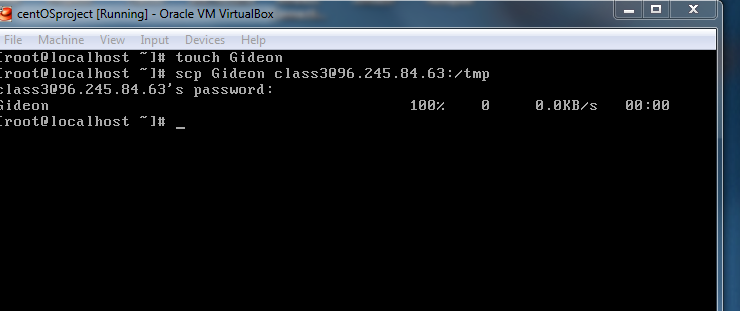 centOSproject [Running] - Oracle VM VirtualBox
File Machine View Input Devices Help
[root@localhost ~]# touch Gideon
[root@localhost ~]# scp Gideon class3@96.245.84.63:/tmp
class3@96.245.84.63's password:
Gideon 100% 0 0.0KB/s 00:00
[root@localhost ~]# _